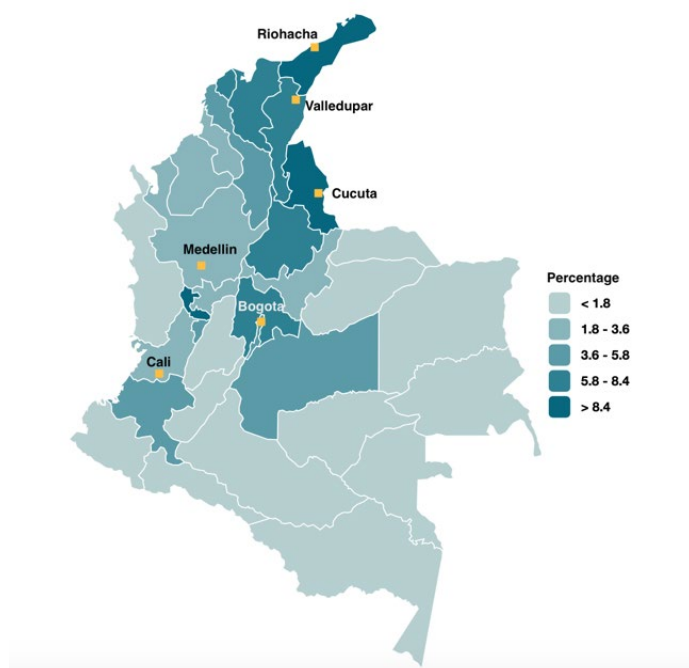 Riohacha
Valledupar
Cucuta
Medellin
Bogota
Cali
Percentage
< 1.8
1.8 - 3.6
3.6 - 5.8
5.8 - 8.4
> 8.4